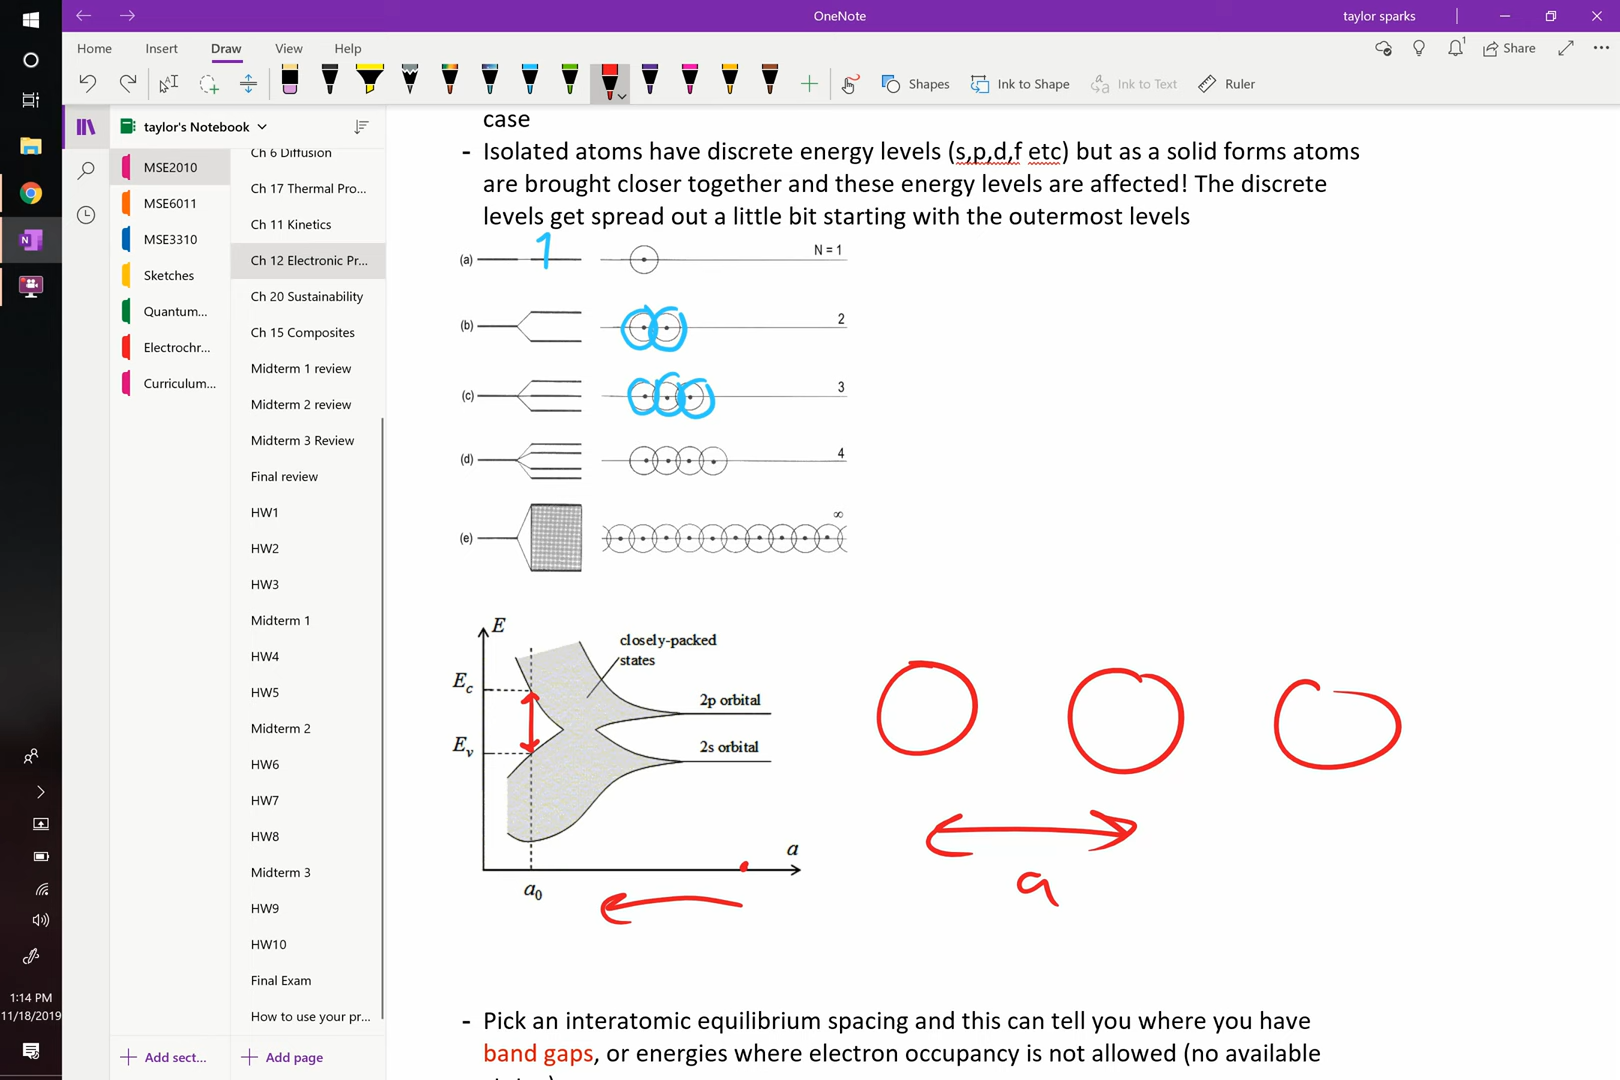 OneNote
taylor sparks
Home
Insert
Draw
View
Help
1
Share
Shapes
Ink to Shape
Ink to Text
Ruler
taylor's Notebook
MSE2010
MSE6011
MSE3310
Sketches
Quantum...
Electrochr...
Curriculum...
Ch 6 Diffusion
Ch 17 Thermal Pro...
Ch 11 Kinetics
Ch 12 Electronic Pr...
Ch 20 Sustainability
Ch 15 Composites
Midterm 1 review
Midterm 2 review
Midterm 3 Review
Final review
HW1
HW2
HW3
Midterm 1
HW4
HW5
Midterm 2
HW6
HW7
HW8
Midterm 3
HW9
HW10
Final Exam
How to use your pr...
Add sect...
Add page
1:14 PM
11/18/2019
case
- Isolated atoms have discrete energy levels (s,p,d,f etc) but as a solid forms atoms
are brought closer together and these energy levels are affected! The discrete
levels get spread out a little bit starting with the outermost levels
(a) 1 N = 1
(b) 2
(c) 3
(d) 4
(e) ∞
E
closely-packed
states
Ec
2p orbital
Ev
2s orbital
a
a0
a
- Pick an interatomic equilibrium spacing and this can tell you where you have
band gaps, or energies where electron occupancy is not allowed (no available